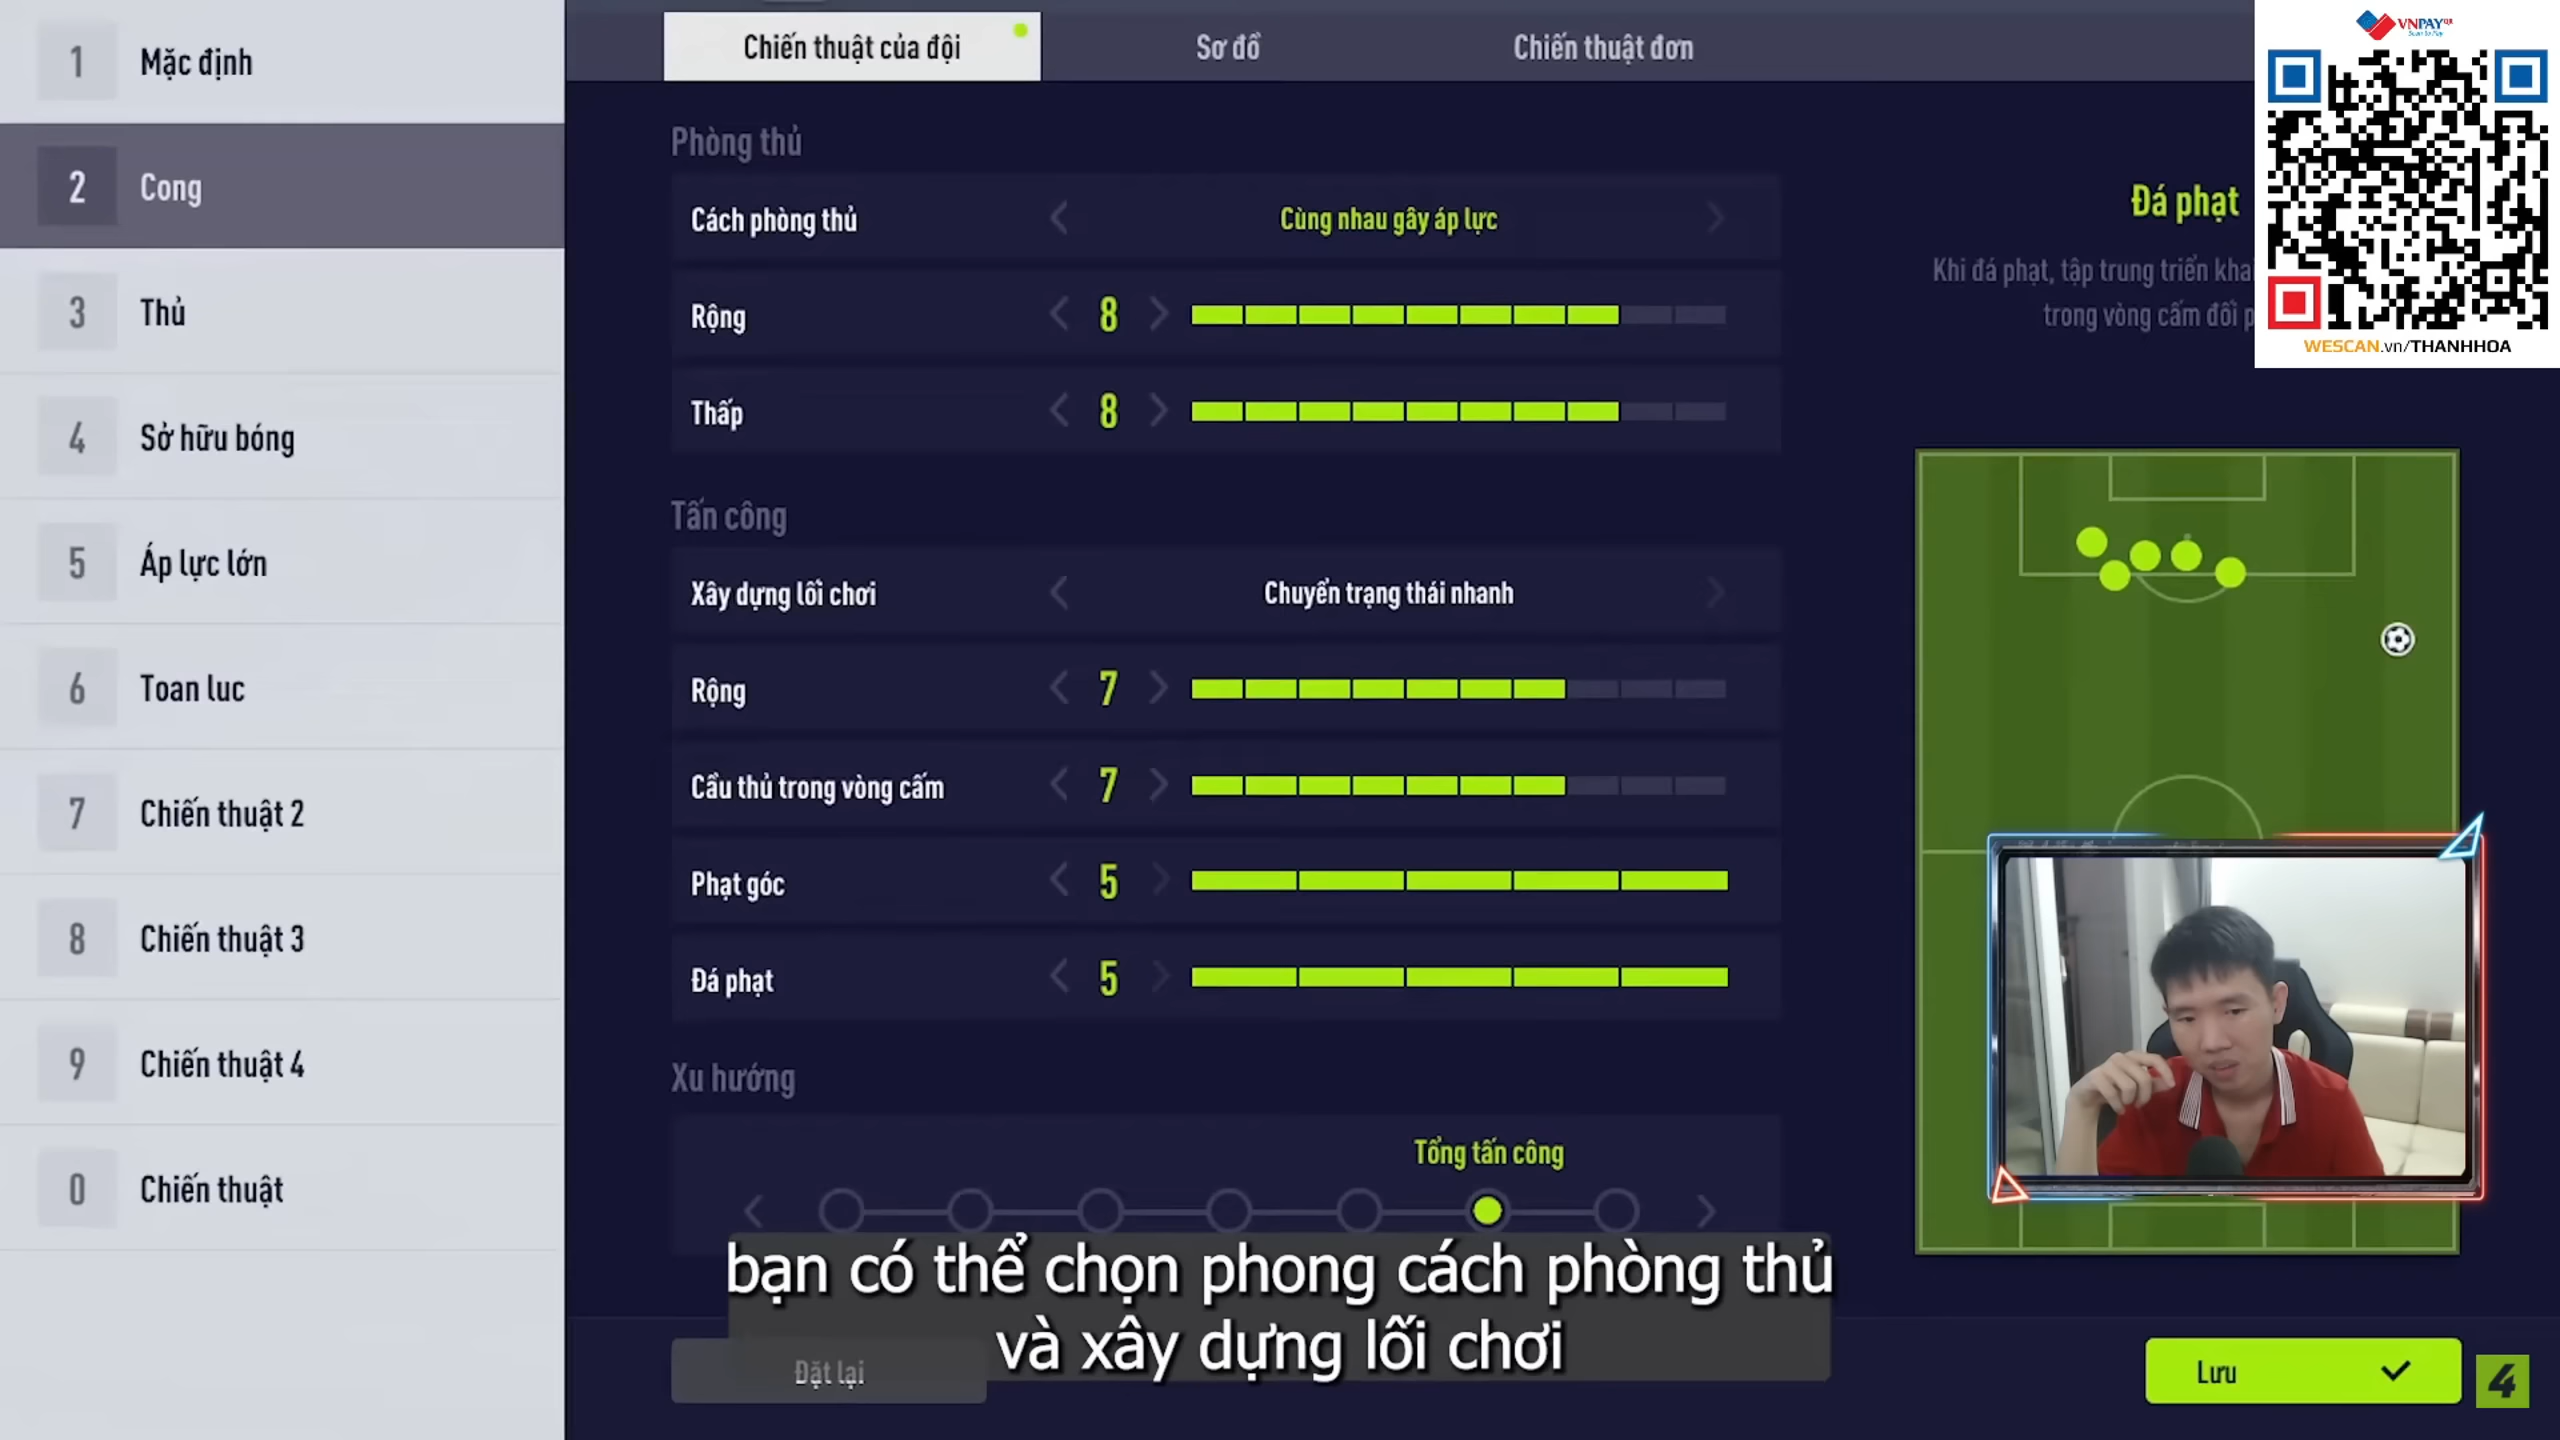 1 Mặc định
2 Cong
3 Thủ
4 Sở hữu bóng
5 Áp lực lớn
6 Toan luc
7 Chiến thuật 2
8 Chiến thuật 3
9 Chiến thuật 4
0 Chiến thuật
Chiến thuật của đội Sơ đồ Chiến thuật đơn
Phòng thủ
Cách phòng thủ Cùng nhau gây áp lực
Rộng 8
Thấp 8
Tấn công
Xây dựng lối chơi Chuyển trạng thái nhanh
Rộng 7
Cầu thủ trong vòng cấm 7
Phạt góc 5
Đá phạt 5
Xu hướng
Tổng tấn công
bạn có thể chọn phong cách phòng thủ
và xây dựng lối chơi
Đặt lại
VNPAYQR
Scan to Pay
WESCAN.vn/THANHHOA
Đá phạt
Khi đá phạt, tập trung triển
trong vòng cấm đối
Lưu
4